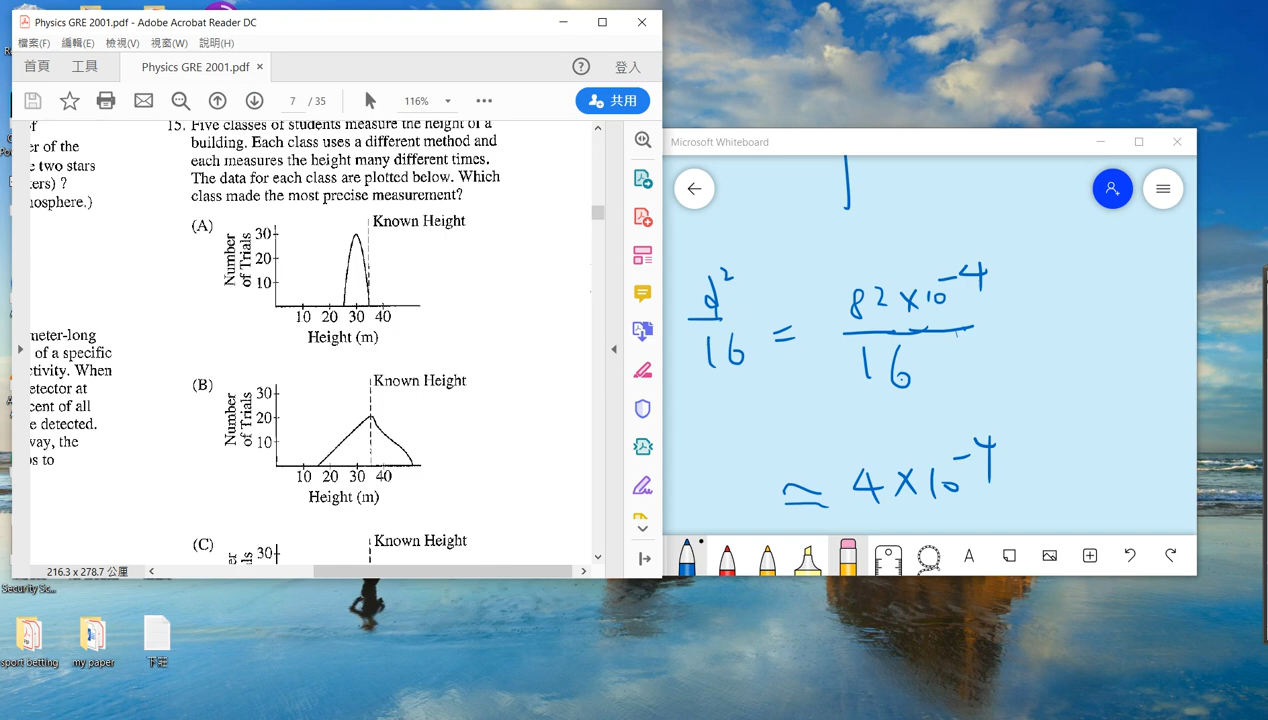 Physics GRE 2001.pdf - Adobe Acrobat Reader DC
檔案(F) 編輯(E) 檢視(V) 視窗(W) 說明(H)
首頁 工具 Physics GRE 2001.pdf × ? 登入
7 / 35 116% 共用
er of the
e two stars
ters) ?
nosphere.)
meter-long
of a specific
ctivity. When
etector at
cent of all
e detected.
way, the
os to
15. Five classes of students measure the height of a
building. Each class uses a different method and
each measures the height many different times.
The data for each class are plotted below. Which
class made the most precise measurement?
(A) Known Height
Number
of Trials
30
20
10
10 20 30 40
Height (m)
(B) Known Height
Number
of Trials
30
20
10
10 20 30 40
Height (m)
(C) Known Height
30
216.3 x 278.7 公厘
Microsoft Whiteboard
d² / 16 = 82 × 10⁻⁴ / 16
≃ 4 × 10⁻⁴
A
Security Sc...
sport betting my paper 下莊